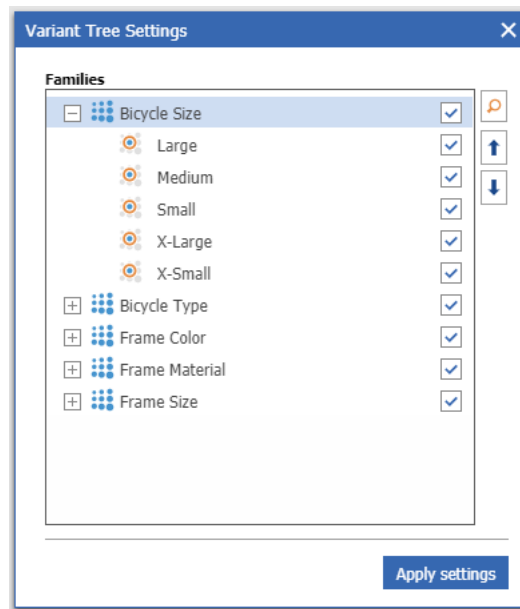 Variant Tree Settings
Families
Bicycle Size
Large
Medium
Small
X-Large
X-Small
Bicycle Type
Frame Color
Frame Material
Frame Size
Apply settings